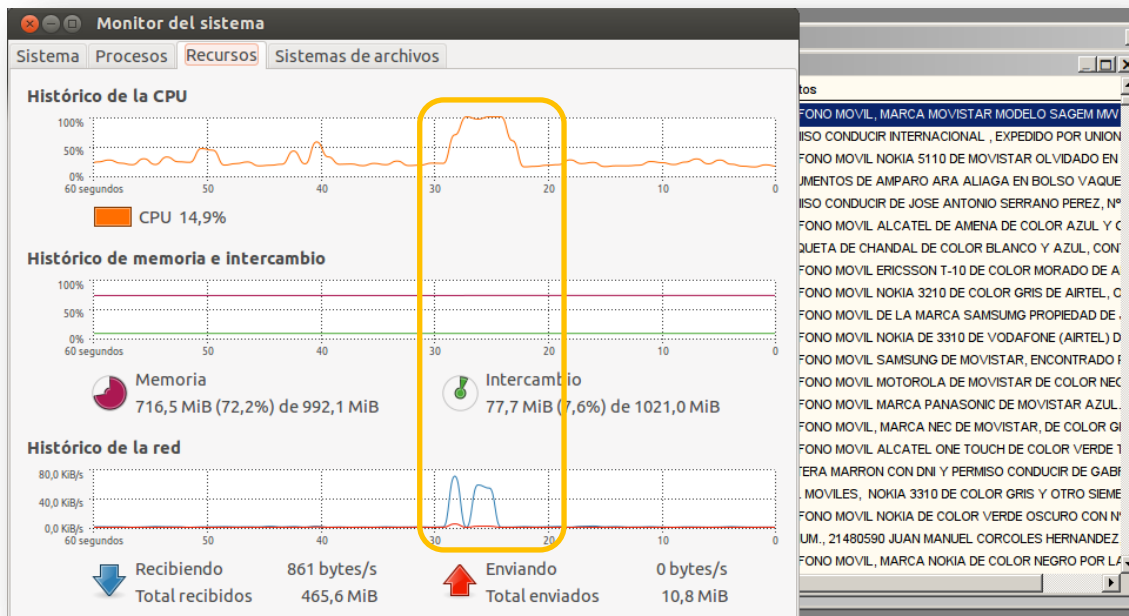 Monitor del sistema
Sistema Procesos Recursos Sistemas de archivos
Histórico de la CPU
100%
50%
0%
60 segundos 50 40 30 20 10 0
CPU 14,9%
Histórico de memoria e intercambio
100%
50%
0%
60 segundos 50 40 30 20 10 0
Memoria
716,5 MiB (72,2%) de 992,1 MiB
Intercambio
77,7 MiB (7,6%) de 1021,0 MiB
Histórico de la red
80,0 KiB/s
40,0 KiB/s
0,0 KiB/s
60 segundos 50 40 30 20 10 0
Recibiendo 861 bytes/s
Total recibidos 465,6 MiB
Enviando 0 bytes/s
Total enviados 10,8 MiB
tos
FONO MOVIL, MARCA MOVISTAR MODELO SAGEM MW
ISO CONDUCIR INTERNACIONAL , EXPEDIDO POR UNION
FONO MOVIL NOKIA 5110 DE MOVISTAR OLVIDADO EN
UMENTOS DE AMPARO ARA ALIAGA EN BOLSO VAQUE
ISO CONDUCIR DE JOSE ANTONIO SERRANO PEREZ, Nº
FONO MOVIL ALCATEL DE AMENA DE COLOR AZUL Y
QUETA DE CHANDAL DE COLOR BLANCO Y AZUL, CON
FONO MOVIL ERICSSON T-10 DE COLOR MORADO DE A
FONO MOVIL NOKIA 3210 DE COLOR GRIS DE AIRTEL, C
FONO MOVIL DE LA MARCA SAMSUMG PROPIEDAD DE
FONO MOVIL NOKIA DE 3310 DE VODAFONE (AIRTEL) D
FONO MOVIL SAMSUNG DE MOVISTAR, ENCONTRADO
FONO MOVIL MOTOROLA DE MOVISTAR DE COLOR NEG
FONO MOVIL MARCA PANASONIC DE MOVISTAR AZUL.
FONO MOVIL, MARCA NEC DE MOVISTAR, DE COLOR G
FONO MOVIL ALCATEL ONE TOUCH DE COLOR VERDE T
TERA MARRON CON DNI Y PERMISO CONDUCIR DE GABR
. MOVILES, NOKIA 3310 DE COLOR GRIS Y OTRO SIEME
FONO MOVIL NOKIA DE COLOR VERDE OSCURO CON Nº
UM., 21480590 JUAN MANUEL CORCOLES HERNANDEZ
FONO MOVIL, MARCA NOKIA DE COLOR NEGRO POR LA